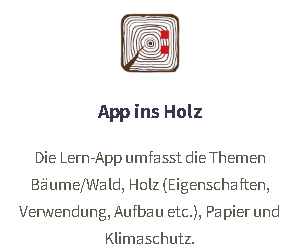 App ins Holz
Die Lern-App umfasst die Themen
Bäume/Wald, Holz (Eigenschaften,
Verwendung, Aufbau etc.), Papier und
Klimaschutz.